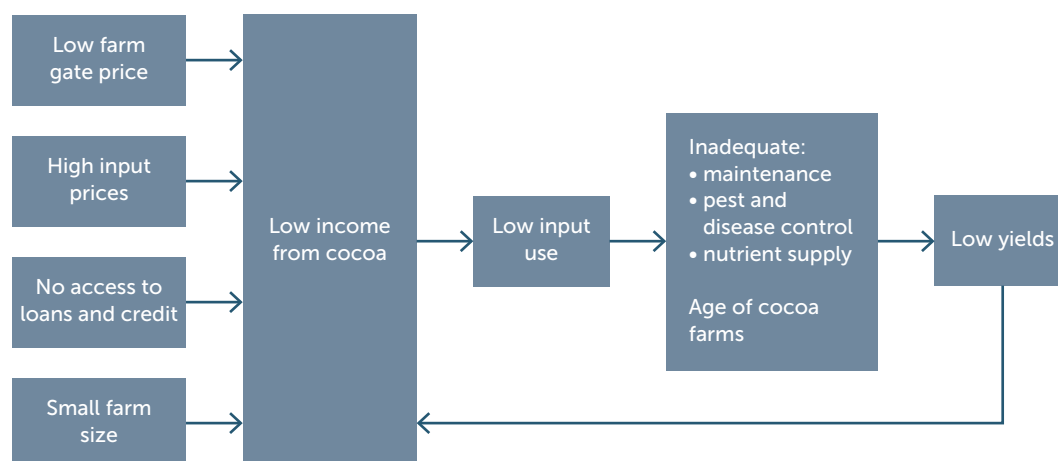 Low farm
gate price
High input
prices
No access to
loans and credit
Small farm
size
Low income
from cocoa
Low input
use
Inadequate:
• maintenance
• pest and
disease control
• nutrient supply
Age of cocoa
farms
Low yields